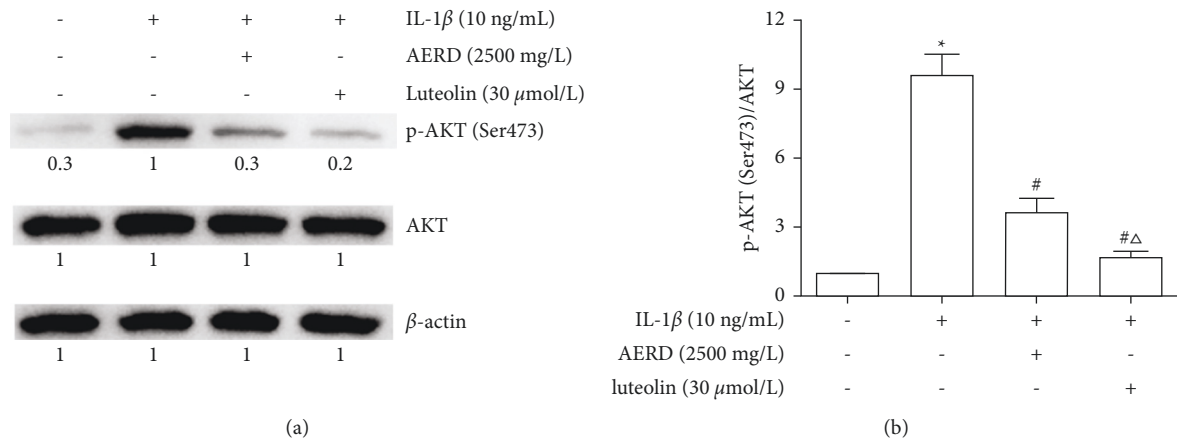 - + + + IL-1β (10 ng/mL)
- - + - AERD (2500 mg/L)
- - - + Luteolin (30 μmol/L)
p-AKT (Ser473)
0.3 1 0.3 0.2
AKT
1 1 1 1
β-actin
1 1 1 1
(a)
p-AKT (Ser473)/AKT
12
9
6
3
0
*
#
#△
IL-1β (10 ng/mL) - + + +
AERD (2500 mg/L) - - + -
luteolin (30 μmol/L) - - - +
(b)